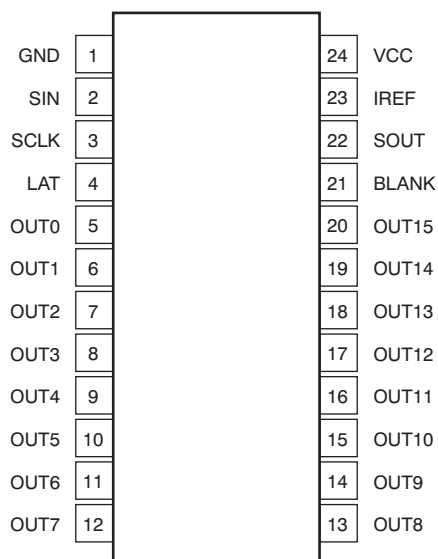 GND 1 24 VCC
SIN 2 23 IREF
SCLK 3 22 SOUT
LAT 4 21 BLANK
OUT0 5 20 OUT15
OUT1 6 19 OUT14
OUT2 7 18 OUT13
OUT3 8 17 OUT12
OUT4 9 16 OUT11
OUT5 10 15 OUT10
OUT6 11 14 OUT9
OUT7 12 13 OUT8